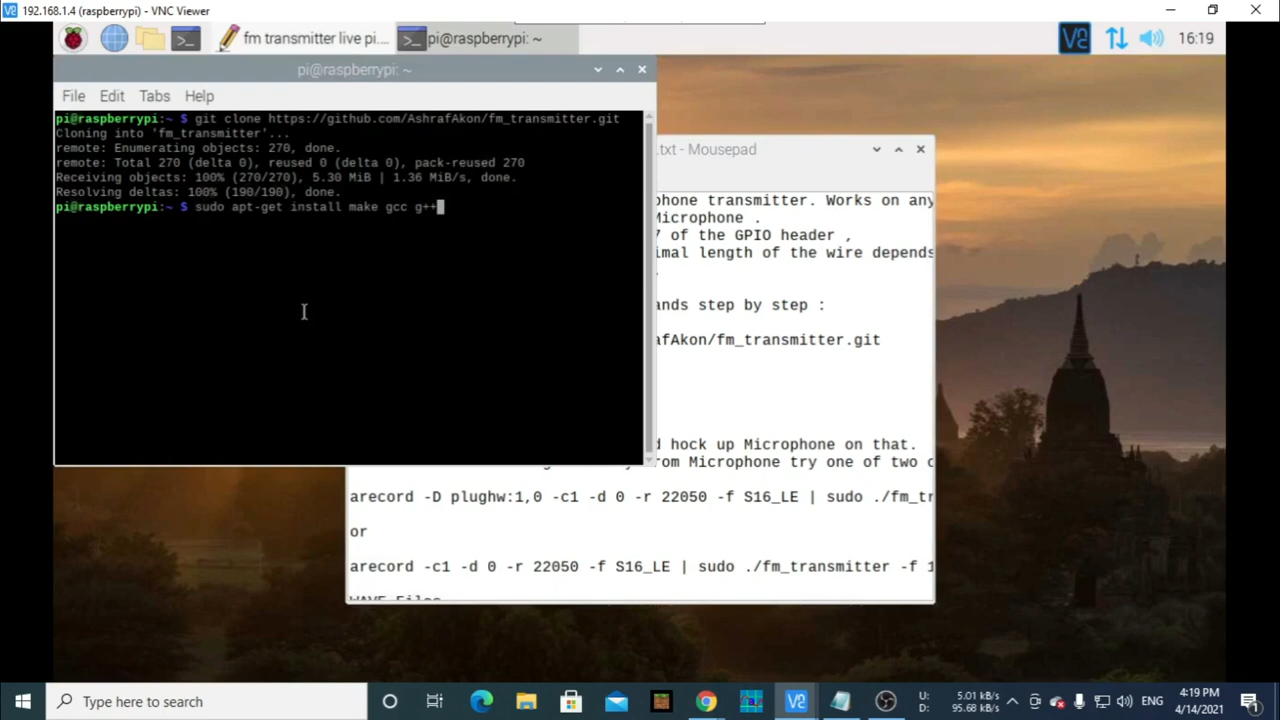 192.168.1.4 (raspberrypi) - VNC Viewer
fm transmitter live pi...
pi@raspberrypi: ~
16:19
pi@raspberrypi: ~
File Edit Tabs Help
pi@raspberrypi:~ $ git clone https://github.com/AshrafAkon/fm_transmitter.git
Cloning into 'fm_transmitter'...
remote: Enumerating objects: 270, done.
remote: Total 270 (delta 0), reused 0 (delta 0), pack-reused 270
Receiving objects: 100% (270/270), 5.30 MiB | 1.36 MiB/s, done.
Resolving deltas: 100% (190/190), done.
pi@raspberrypi:~ $ sudo apt-get install make gcc g++
.txt - Mousepad
phone transmitter. Works on any
Microphone .
7 of the GPIO header ,
imal length of the wire depends
ands step by step :
afAkon/fm_transmitter.git
d hock up Microphone on that.
from Microphone try one of two c
arecord -D plughw:1,0 -c1 -d 0 -r 22050 -f S16_LE | sudo ./fm_tr
or
arecord -c1 -d 0 -r 22050 -f S16_LE | sudo ./fm_transmitter -f 1
WAVE Files
Type here to search
U: 5.01 kB/s
D: 95.68 kB/s
ENG
4:19 PM
4/14/2021